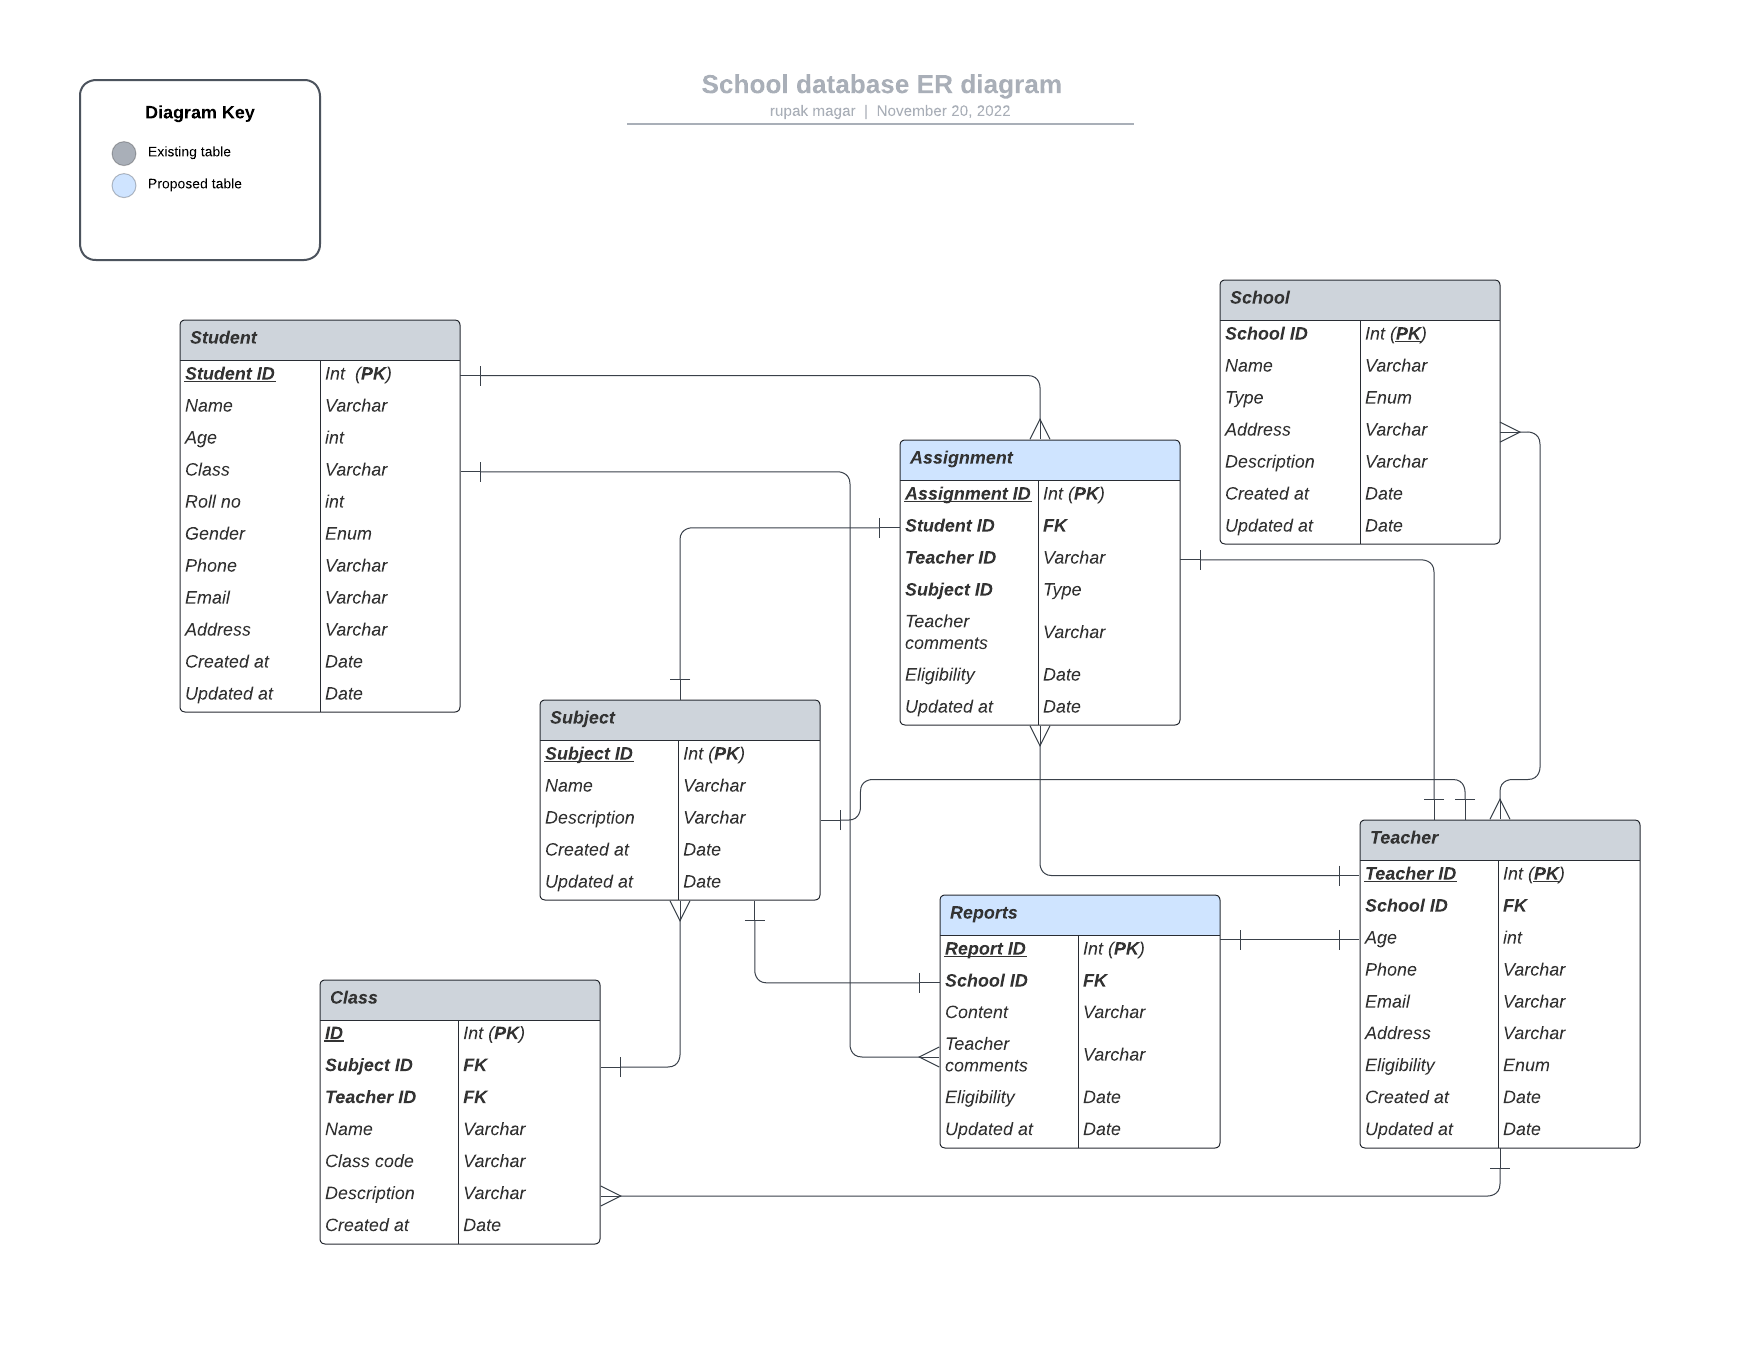 School database ER diagram
rupak magar | November 20, 2022
Diagram Key
Existing table
Proposed table
School
School ID Int (PK)
Name Varchar
Type Enum
Address Varchar
Description Varchar
Created at Date
Updated at Date
Student
Student ID Int (PK)
Name Varchar
Age int
Class Varchar
Roll no int
Gender Enum
Phone Varchar
Email Varchar
Address Varchar
Created at Date
Updated at Date
Assignment
Assignment ID Int (PK)
Student ID FK
Teacher ID Varchar
Subject ID Type
Teacher
comments Varchar
Eligibility Date
Updated at Date
Subject
Subject ID Int (PK)
Name Varchar
Description Varchar
Created at Date
Updated at Date
Teacher
Teacher ID Int (PK)
School ID FK
Age int
Phone Varchar
Email Varchar
Address Varchar
Eligibility Enum
Created at Date
Updated at Date
Reports
Report ID Int (PK)
School ID FK
Content Varchar
Teacher
comments Varchar
Eligibility Date
Updated at Date
Class
ID Int (PK)
Subject ID FK
Teacher ID FK
Name Varchar
Class code Varchar
Description Varchar
Created at Date